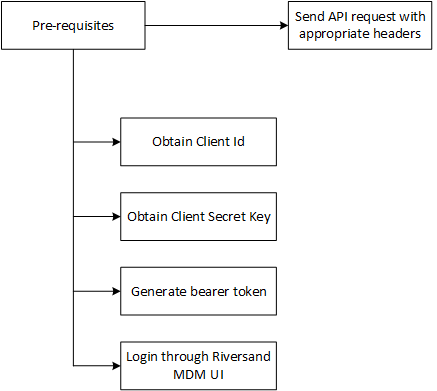 Pre-requisites
Send API request with
appropriate headers
Obtain Client Id
Obtain Client Secret Key
Generate bearer token
Login through Riversand
MDM UI